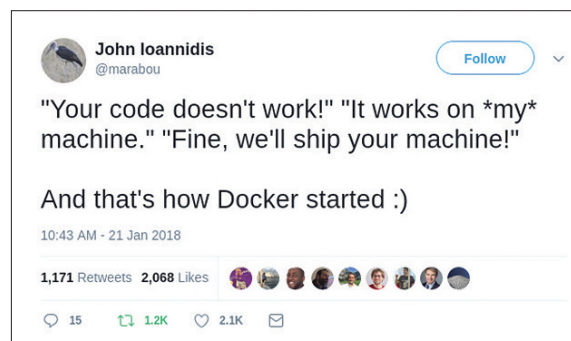 John Ioannidis
@marabou
Follow
"Your code doesn't work!" "It works on *my*
machine." "Fine, we'll ship your machine!"
And that's how Docker started :)
10:43 AM - 21 Jan 2018
1,171 Retweets 2,068 Likes
15 1.2K 2.1K